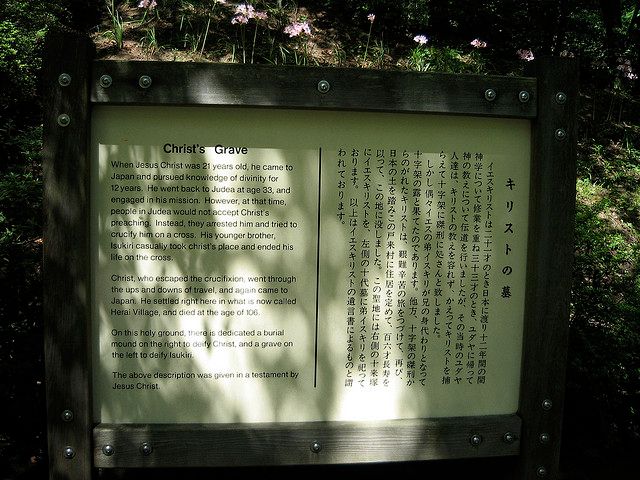 Christ's Grave
When Jesus Christ was 21 years old, he came to
Japan and pursued knowledge of divinity for
12 years. He went back to Judea at age 33, and
engaged in his mission. However, at that time,
people in Judea would not accept Christ's
preaching. Instead, they arrested him and tried to
crucify him on a cross. His younger brother,
Isukiri casually took christ's place and ended his
life on the cross.
Christ, who escaped the crucifixion, went through
the ups and downs of travel, and again came to
Japan. He settled right here in what is now called
Herai Village, and died at the age of 106.
On this holy ground, there is dedicated a burial
mound on the right to deify Christ, and a grave on
the left to deify Isukiri.
The above description was given in a testament by
Jesus Christ.
キリストの墓
イエスキリストは二十一才のとき日本に渡り十二年間の間
神学について修業を重ね三十三才のとき、ユダヤに帰って
神の教えについて伝道を行いましたが、その当時のユダヤ
人達は、キリストの教えを容れず、かえってキリストを捕
らえて十字架に磔刑に処さんと致しました。
しかし偶々イエスの弟イスキリが兄の身代わりとなって
十字架の露と果てたのであります。他方、十字架の磔刑か
らのがれたキリストは、艱難辛苦の旅をつづけて、再び、
日本の土を踏みこの戸来村に住居を定めて、百六才長寿を
以って、この地に没しました。この聖地には右側の十来塚
にイエスキリストを、左側の十代墓に弟イスキリを祀って
おります。以上はイエスキリストの遺言書によるものと謂
われております。